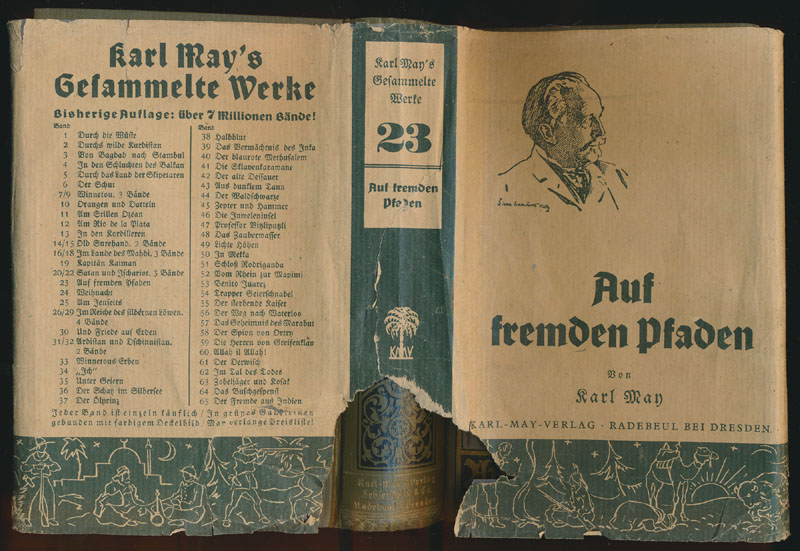 Karl May's
Gesammelte Werke
Bisherige Auflage: über 7 Millionen Bände!
Band
1 Durch die Wüste
2 Durchs wilde Kurdistan
3 Von Bagdad nach Stambul
4 In den Schluchten des Balkan
5 Durch das Land der Skipetaren
6 Der Schut
7/9 Winnetou. 3 Bände
10 Orangen und Datteln
11 Am Stillen Ozean
12 Am Rio de la Plata
13 In den Kordilleren
14/15 Old Surehand. 2 Bände
16/18 Im Lande des Mahdi. 3 Bände
19 Kapitän Kaiman
20/22 Satan und Ischariot. 3 Bände
23 Auf fremden Pfaden
24 Weihnacht
25 Am Jenseits
26/29 Im Reiche des silbernen Löwen.
4 Bände
30 Und Friede auf Erden
31/32 Ardistan und Dschinnistan.
2 Bände
33 Winnetous Erben
34 „Ich"
35 Unter Geiern
36 Der Schatz im Silbersee
37 Der Ölprinz
Band
38 Halbblut
39 Das Vermächtnis des Inka
40 Der blaurote Methusalem
41 Die Sklavenkarawane
42 Der alte Dessauer
43 Aus dunklem Tann
44 Der Waldschwarze
45 Zepter und Hammer
46 Die Juweleninsel
47 Professor Vitzliputzli
48 Das Zauberwasser
49 Lichte Höhen
50 In Mekka
51 Schloß Rodriganda
52 Vom Rhein zur Mapimi
53 Benito Juarez
54 Trapper Geierschnabel
55 Der sterbende Kaiser
56 Der Weg nach Waterloo
57 Das Geheimnis des Marabut
58 Der Spion von Ortry
59 Die Herren von Greifenklau
60 Allah il Allah!
61 Der Derwisch
62 Im Tal des Todes
63 Zobeljäger und Kosak
64 Das Buschgespenst
65 Der Fremde aus Indien
Jeder Band ist einzeln käuflich / In grünes Ganzleinen
gebunden mit farbigem Deckelbild. Man verlange Preisliste!
Karl May's
Gesammelte
Werke
23
Auf fremden
Pfaden
KMV
Karl-May-Verlag
Radebeul
Auf
fremden Pfaden
Von
Karl May
KARL-MAY-VERLAG · RADEBEUL BEI DRESDEN